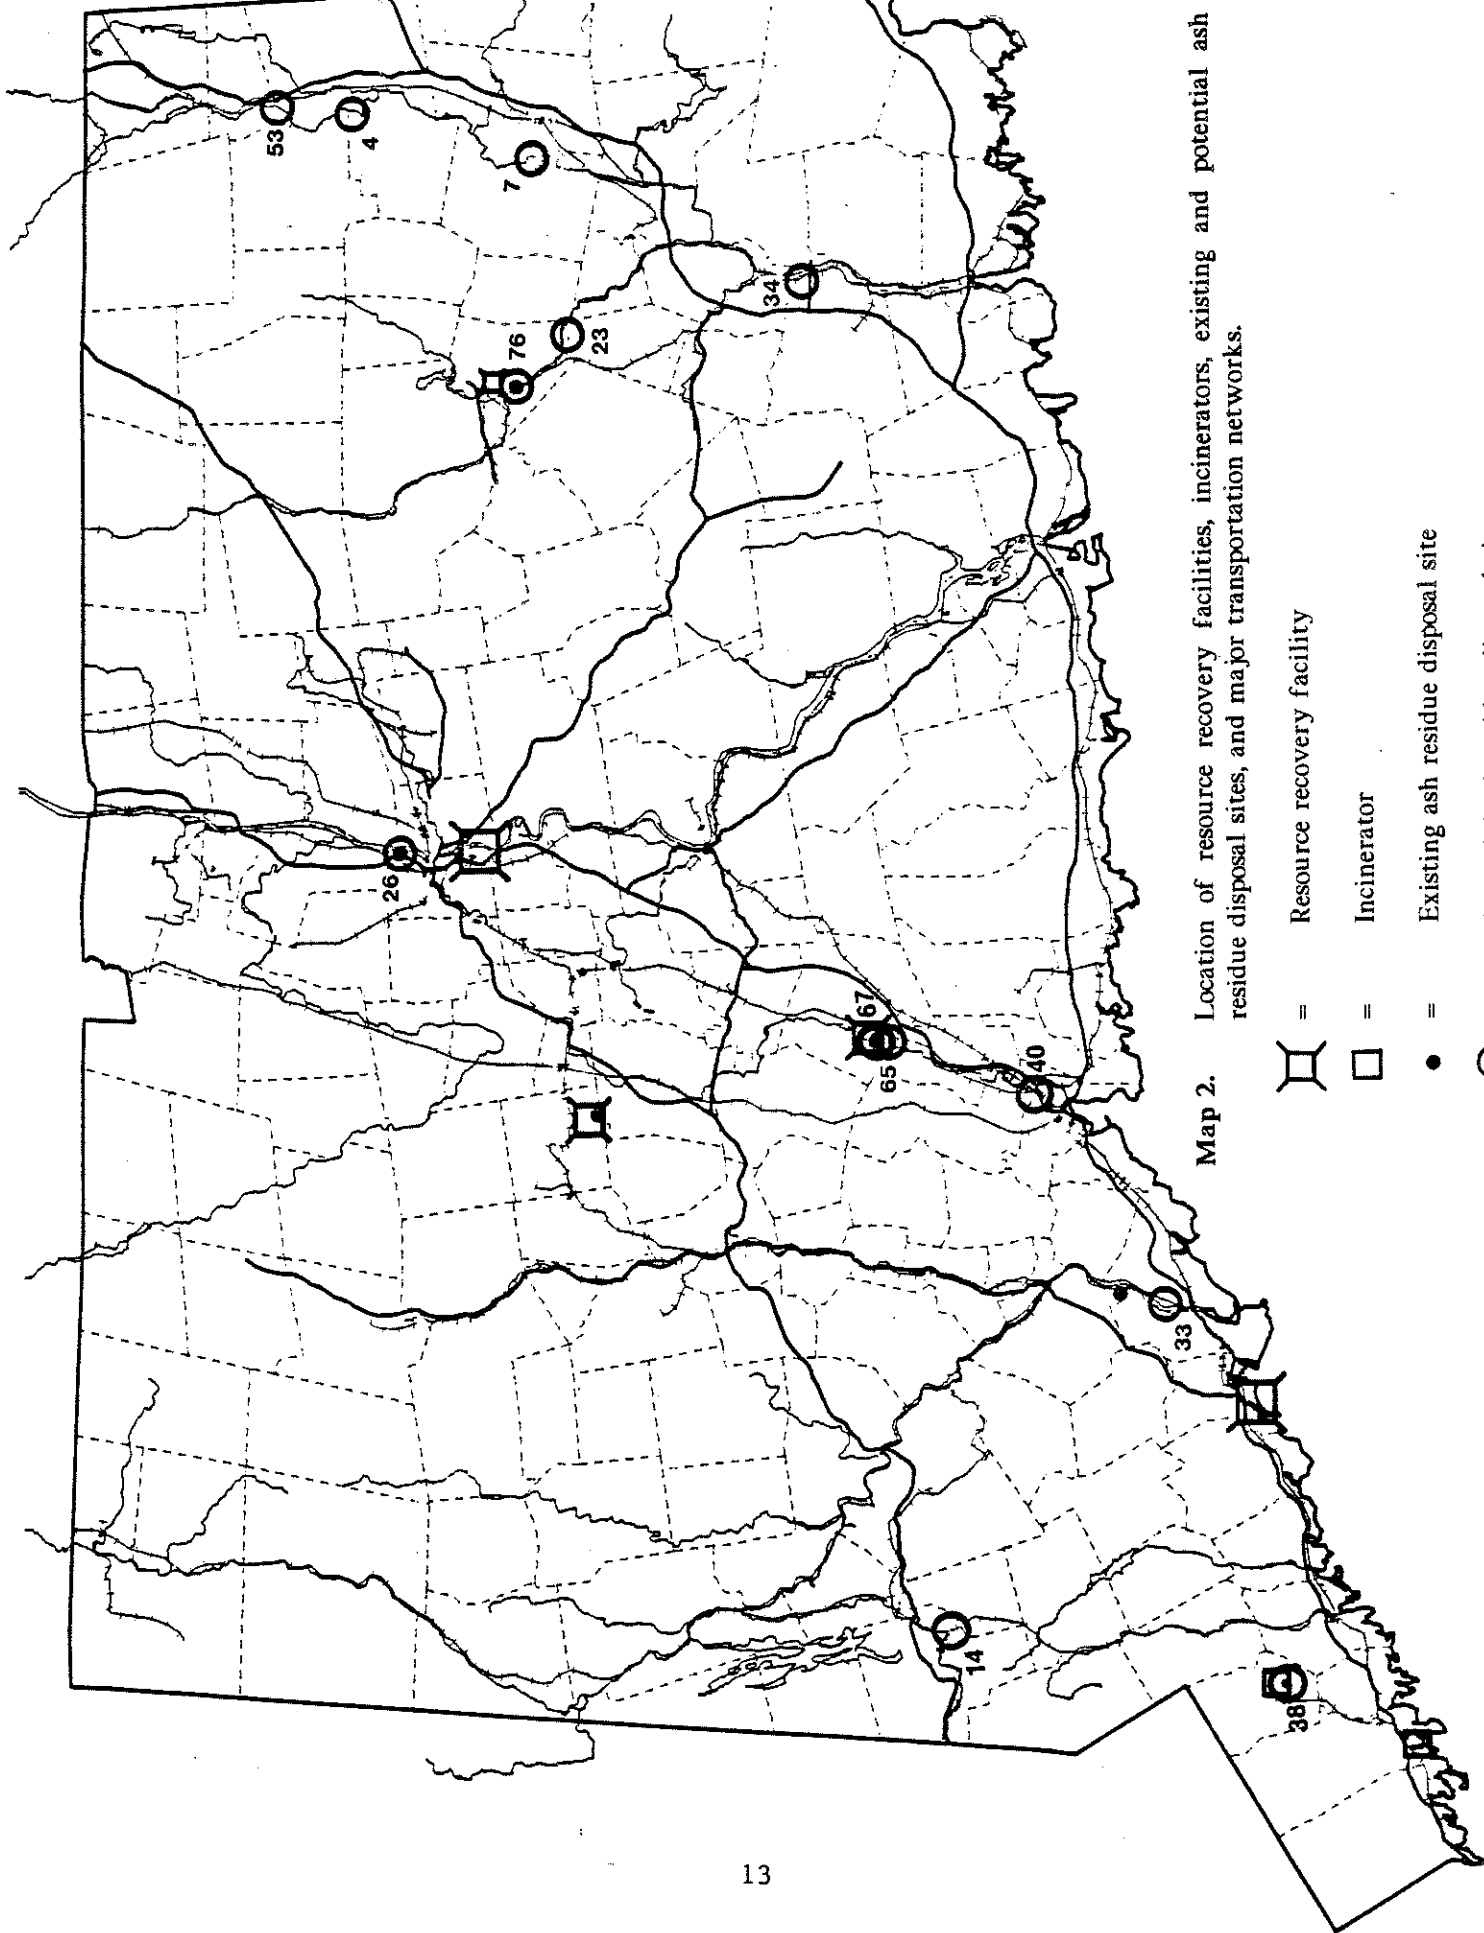 53
4
7
76
23
34
26
67
65
40
33
14
38
Map 2. Location of resource recovery facilities, incinerators, existing and potential ash
residue disposal sites, and major transportation networks.
= Resource recovery facility
= Incinerator
= Existing ash residue disposal site
13